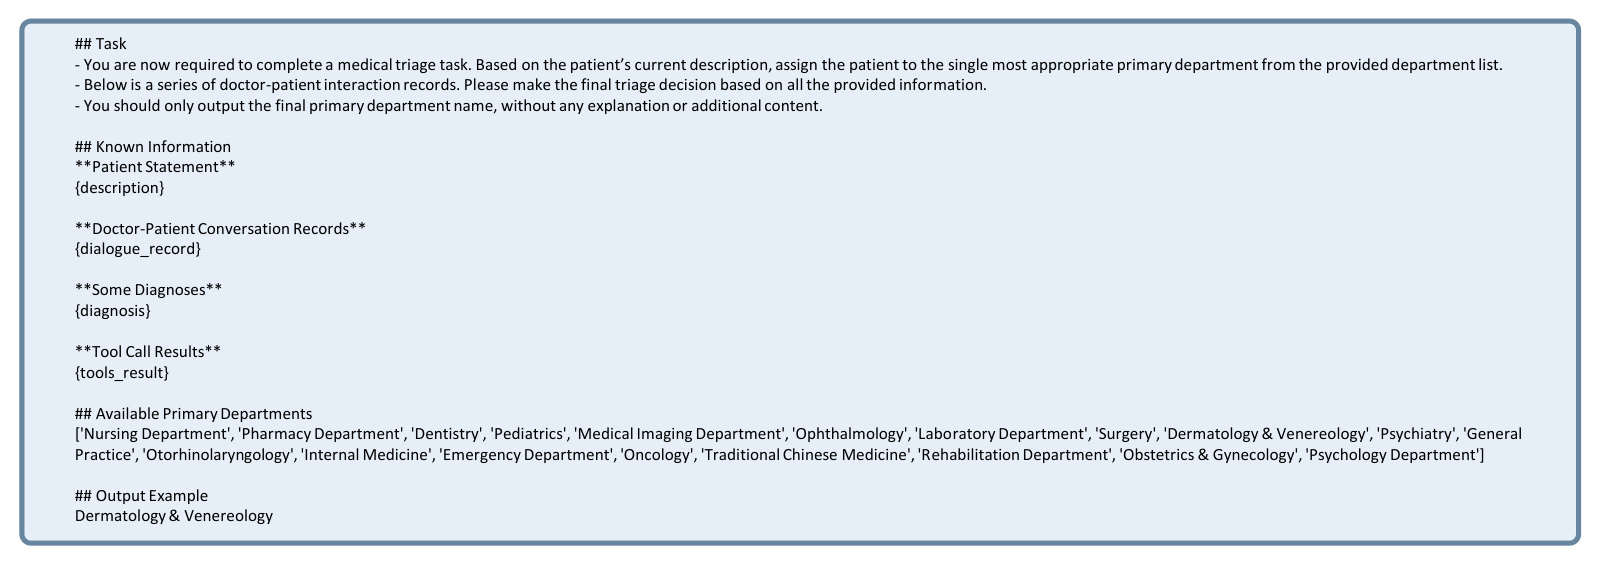 ## Task
- You are now required to complete a medical triage task. Based on the patient’s current description, assign the patient to the single most appropriate primary department from the provided department list.
- Below is a series of doctor-patient interaction records. Please make the final triage decision based on all the provided information.
- You should only output the final primary department name, without any explanation or additional content.
## Known Information
**Patient Statement**
{description}
**Doctor-Patient Conversation Records**
{dialogue_record}
**Some Diagnoses**
{diagnosis}
**Tool Call Results**
{tools_result}
## Available Primary Departments
['Nursing Department', 'Pharmacy Department', 'Dentistry', 'Pediatrics', 'Medical Imaging Department', 'Ophthalmology', 'Laboratory Department', 'Surgery', 'Dermatology & Venereology', 'Psychiatry', 'General
Practice', 'Otorhinolaryngology', 'Internal Medicine', 'Emergency Department', 'Oncology', 'Traditional Chinese Medicine', 'Rehabilitation Department', 'Obstetrics & Gynecology', 'Psychology Department']
## Output Example
Dermatology & Venereology